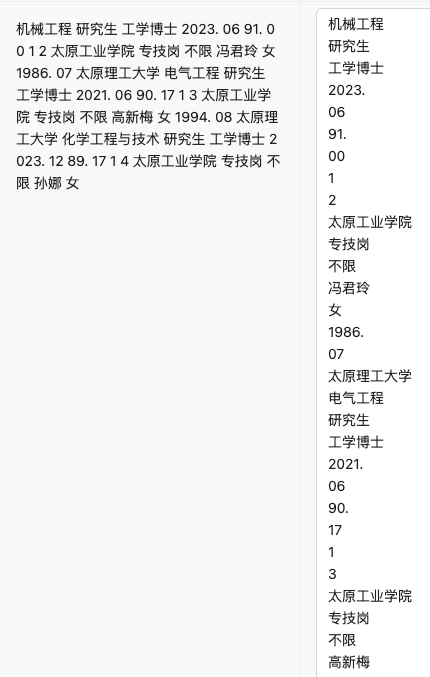 机械工程 研究生 工学博士 2023. 06 91. 0
0 1 2 太原工业学院 专技岗 不限 冯君玲 女
1986. 07 太原理工大学 电气工程 研究生
工学博士 2021. 06 90. 17 1 3 太原工业学
院 专技岗 不限 高新梅 女 1994. 08 太原理
工大学 化学工程与技术 研究生 工学博士 2
023. 12 89. 17 1 4 太原工业学院 专技岗 不
限 孙娜 女
机械工程
研究生
工学博士
2023.
06
91.
00
1
2
太原工业学院
专技岗
不限
冯君玲
女
1986.
07
太原理工大学
电气工程
研究生
工学博士
2021.
06
90.
17
1
3
太原工业学院
专技岗
不限
高新梅